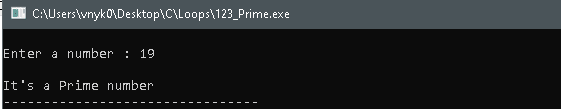 C:\Users\vnyk0\Desktop\C\Loops\123_Prime.exe
Enter a number : 19
It's a Prime number
--------------------------------